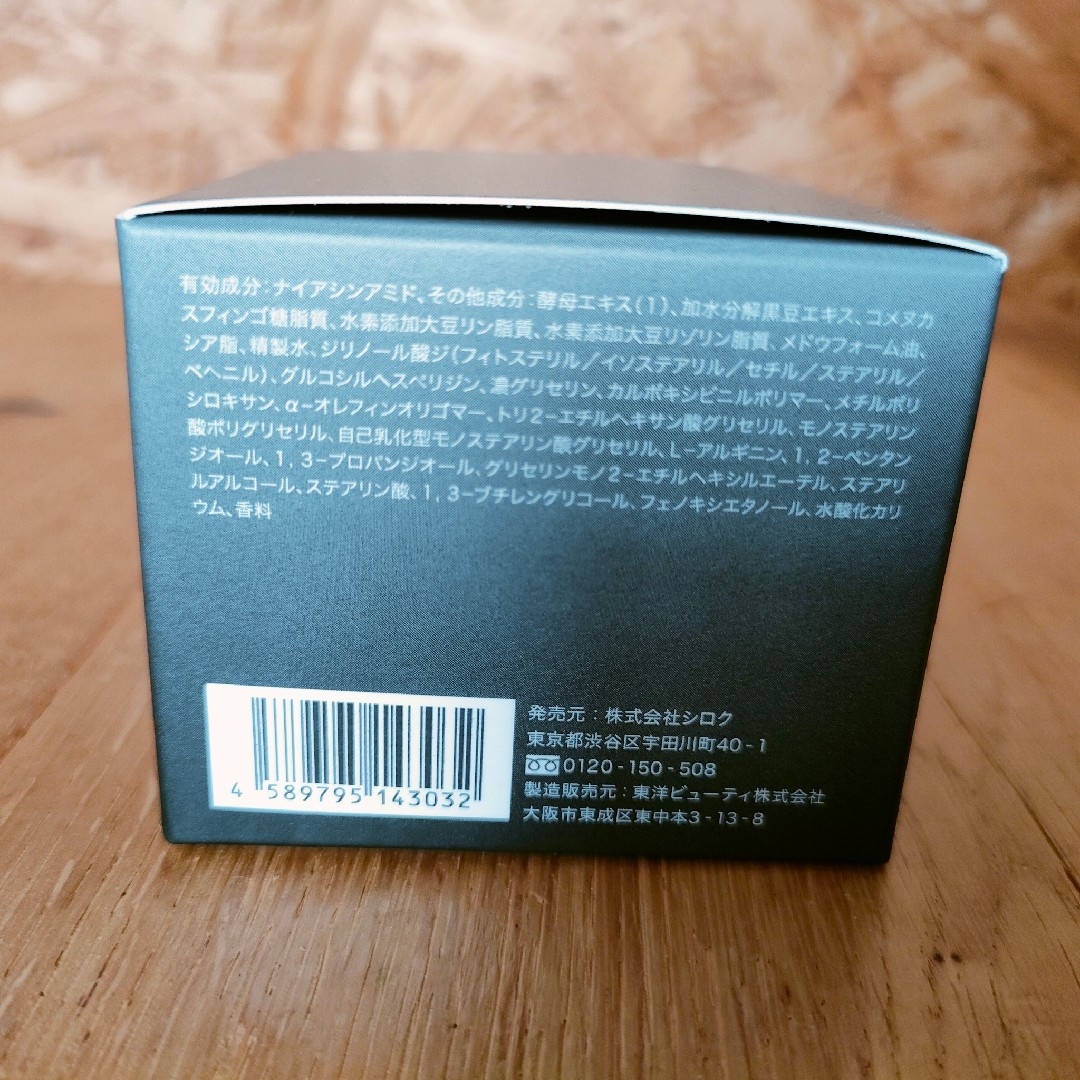 有効成分：ナイアシンアミド、その他成分：酵母エキス(1)、加水分解黒豆エキス、コメヌカ
スフィンゴ糖脂質、水素添加大豆リン脂質、水素添加大豆リゾリン脂質、メドウフォーム油、
シア脂、精製水、ジリノール酸ジ(フィトステリル／イソステアリル／セチル／ステアリル／
ベヘニル)、グルコシルヘスペリジン、濃グリセリン、カルボキシビニルポリマー、メチルポリ
シロキサン、α-オレフィンオリゴマー、トリ2-エチルヘキサン酸グリセリル、モノステアリン
酸ポリグリセリル、自己乳化型モノステアリン酸グリセリル、L-アルギニン、1, 2-ペンタン
ジオール、1, 3-プロパンジオール、グリセリンモノ2-エチルヘキシルエーテル、ステアリ
ルアルコール、ステアリン酸、1, 3-ブチレングリコール、フェノキシエタノール、水酸化カリ
ウム、香料
発売元：株式会社シロク
東京都渋谷区宇田川町40-1
0120-150-508
製造販売元：東洋ビューティ株式会社
大阪市東成区東中本3-13-8
4 589795 143032